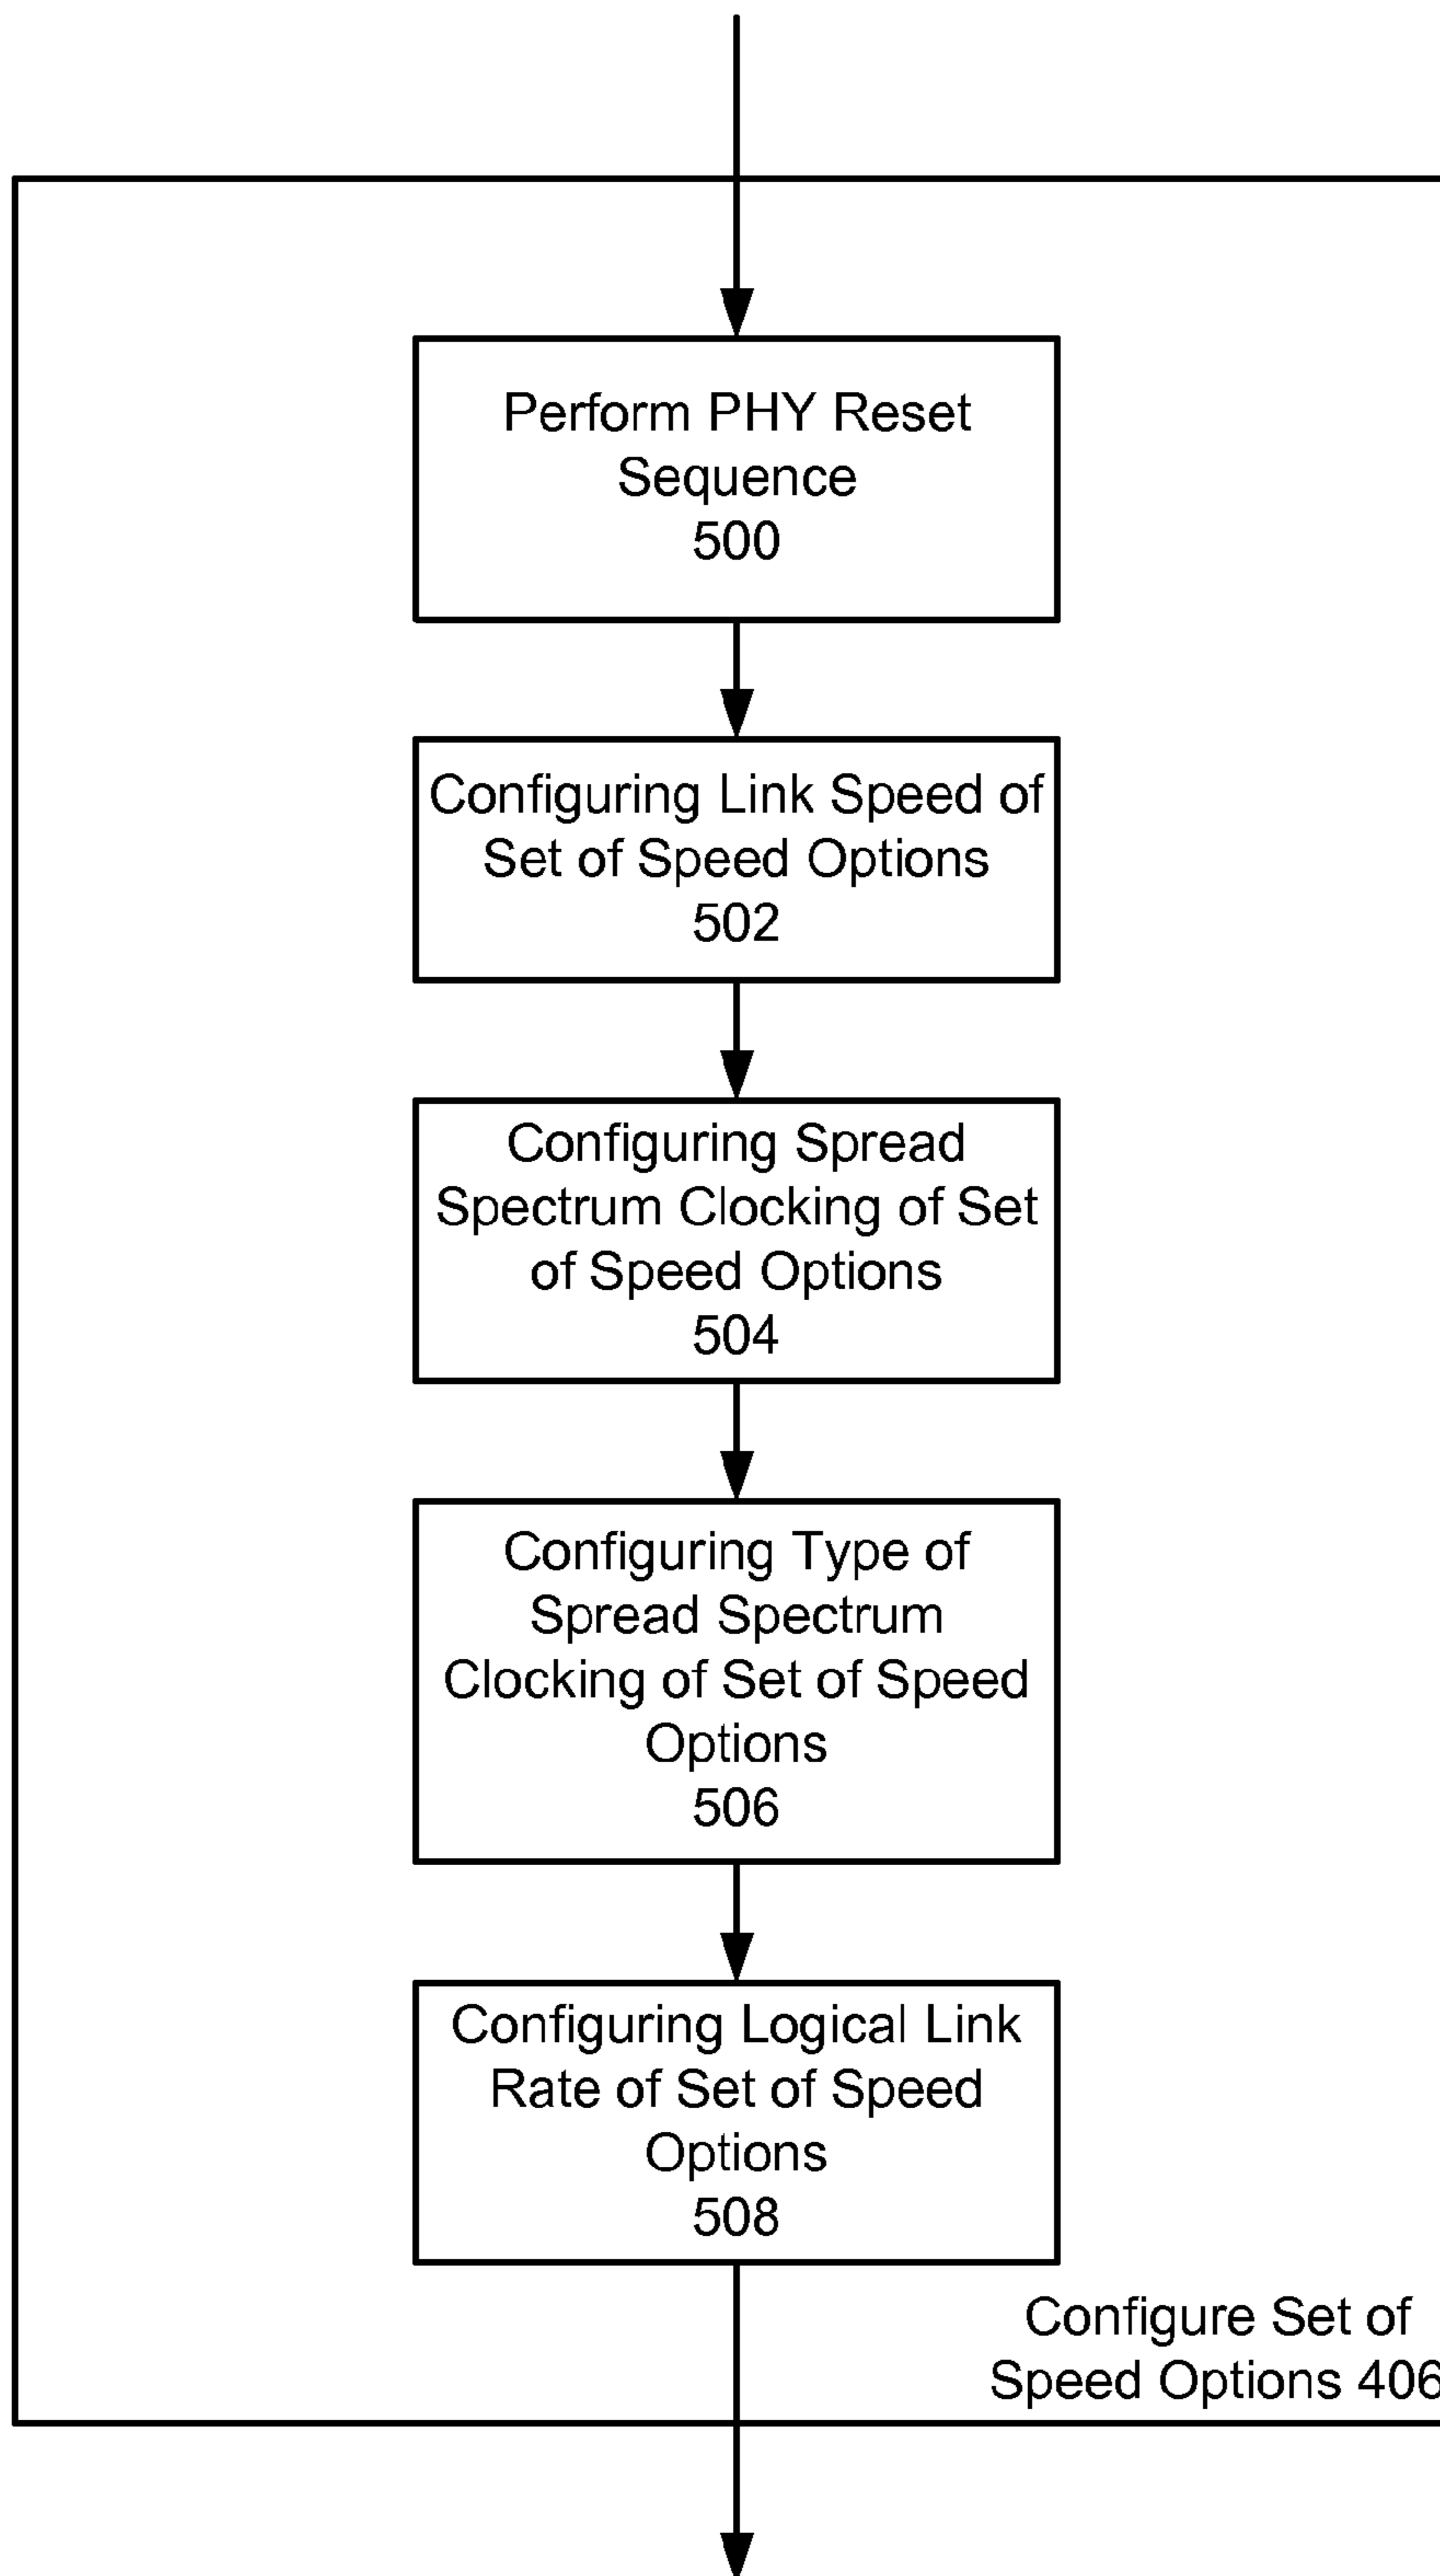 Perform PHY Reset
Sequence
500
Configuring Link Speed of
Set of Speed Options
502
Configuring Spread
Spectrum Clocking of Set
of Speed Options
504
Configuring Type of
Spread Spectrum
Clocking of Set of Speed
Options
506
Configuring Logical Link
Rate of Set of Speed
Options
508
Configure Set of
Speed Options 406